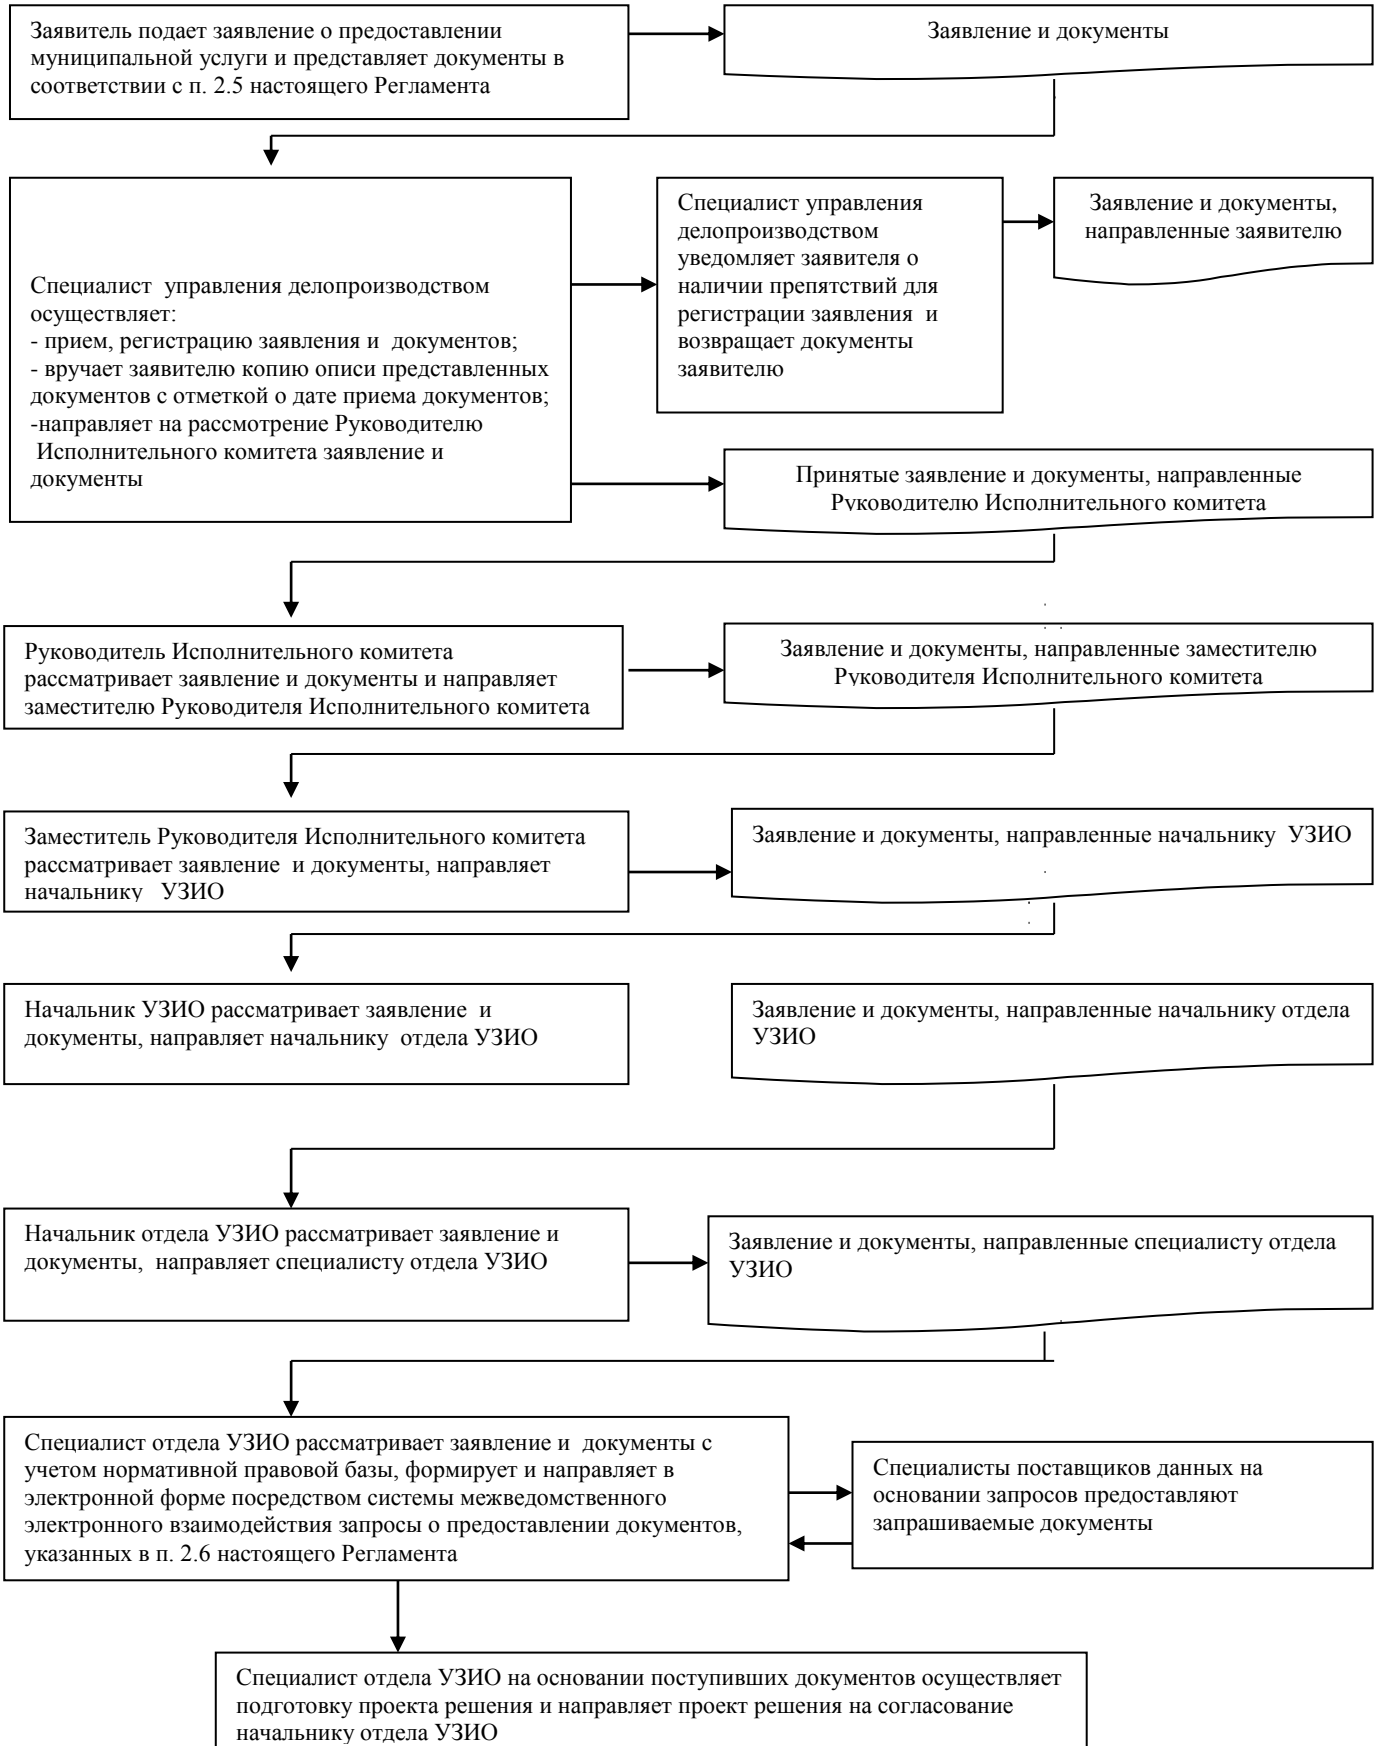 Заявитель подает заявление о предоставлении
муниципальной услуги и представляет документы в
соответствии с п. 2.5 настоящего Регламента
Заявление и документы
Специалист управления делопроизводством
осуществляет:
- прием, регистрацию заявления и документов;
- вручает заявителю копию описи представленных
документов с отметкой о дате приема документов;
-направляет на рассмотрение Руководителю
Исполнительного комитета заявление и
документы
Специалист управления
делопроизводством
уведомляет заявителя о
наличии препятствий для
регистрации заявления и
возвращает документы
заявителю
Заявление и документы,
направленные заявителю
Принятые заявление и документы, направленные
Руководителю Исполнительного комитета
Руководитель Исполнительного комитета
рассматривает заявление и документы и направляет
заместителю Руководителя Исполнительного комитета
Заявление и документы, направленные заместителю
Руководителя Исполнительного комитета
Заместитель Руководителя Исполнительного комитета
рассматривает заявление и документы, направляет
начальнику УЗИО
Заявление и документы, направленные начальнику УЗИО
Начальник УЗИО рассматривает заявление и
документы, направляет начальнику отдела УЗИО
Заявление и документы, направленные начальнику отдела
УЗИО
Начальник отдела УЗИО рассматривает заявление и
документы, направляет специалисту отдела УЗИО
Заявление и документы, направленные специалисту отдела
УЗИО
Специалист отдела УЗИО рассматривает заявление и документы с
учетом нормативной правовой базы, формирует и направляет в
электронной форме посредством системы межведомственного
электронного взаимодействия запросы о предоставлении документов,
указанных в п. 2.6 настоящего Регламента
Специалисты поставщиков данных на
основании запросов предоставляют
запрашиваемые документы
Специалист отдела УЗИО на основании поступивших документов осуществляет
подготовку проекта решения и направляет проект решения на согласование
начальнику отдела УЗИО